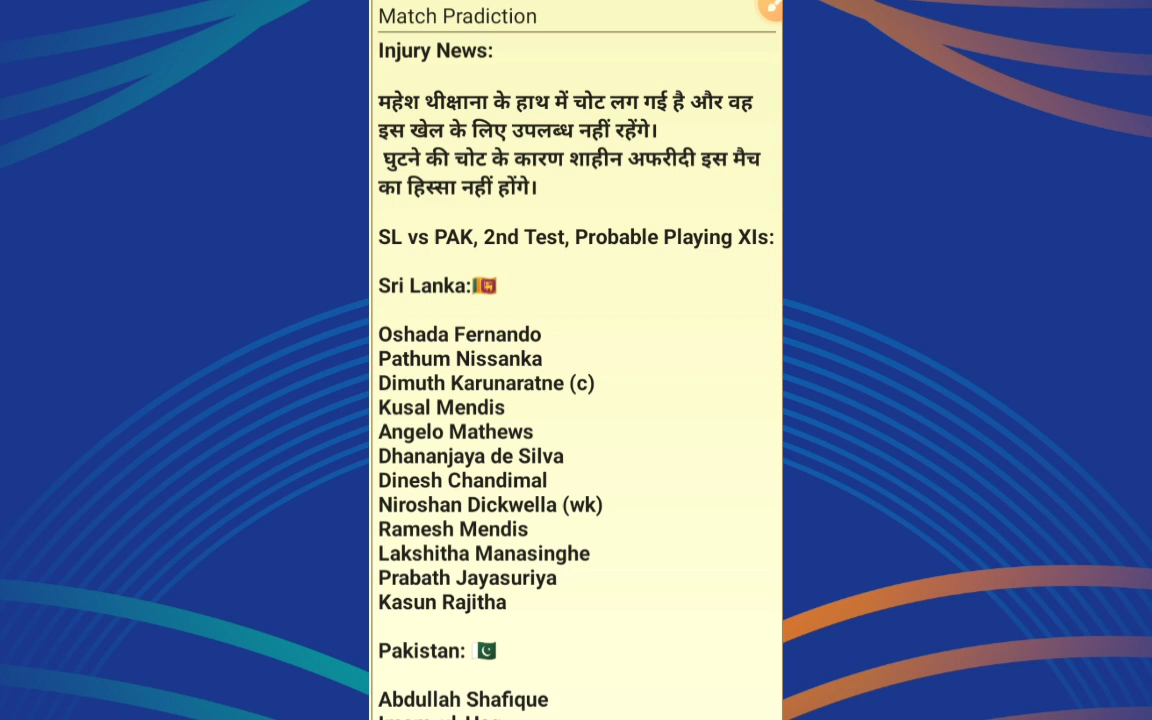 Match Pradiction
Injury News:
महेश थीक्षाना के हाथ में चोट लग गई है और वह
इस खेल के लिए उपलब्ध नहीं रहेंगे।
घुटने की चोट के कारण शाहीन अफरीदी इस मैच
का हिस्सा नहीं होंगे।
SL vs PAK, 2nd Test, Probable Playing XIs:
Sri Lanka:🇱🇰
Oshada Fernando
Pathum Nissanka
Dimuth Karunaratne (c)
Kusal Mendis
Angelo Mathews
Dhananjaya de Silva
Dinesh Chandimal
Niroshan Dickwella (wk)
Ramesh Mendis
Lakshitha Manasinghe
Prabath Jayasuriya
Kasun Rajitha
Pakistan: 🇵🇰
Abdullah Shafique